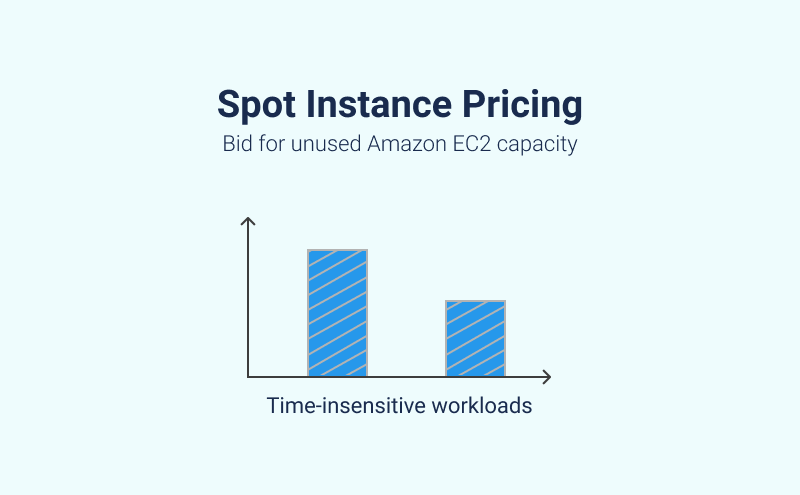 Spot Instance Pricing
Bid for unused Amazon EC2 capacity
Time-insensitive workloads